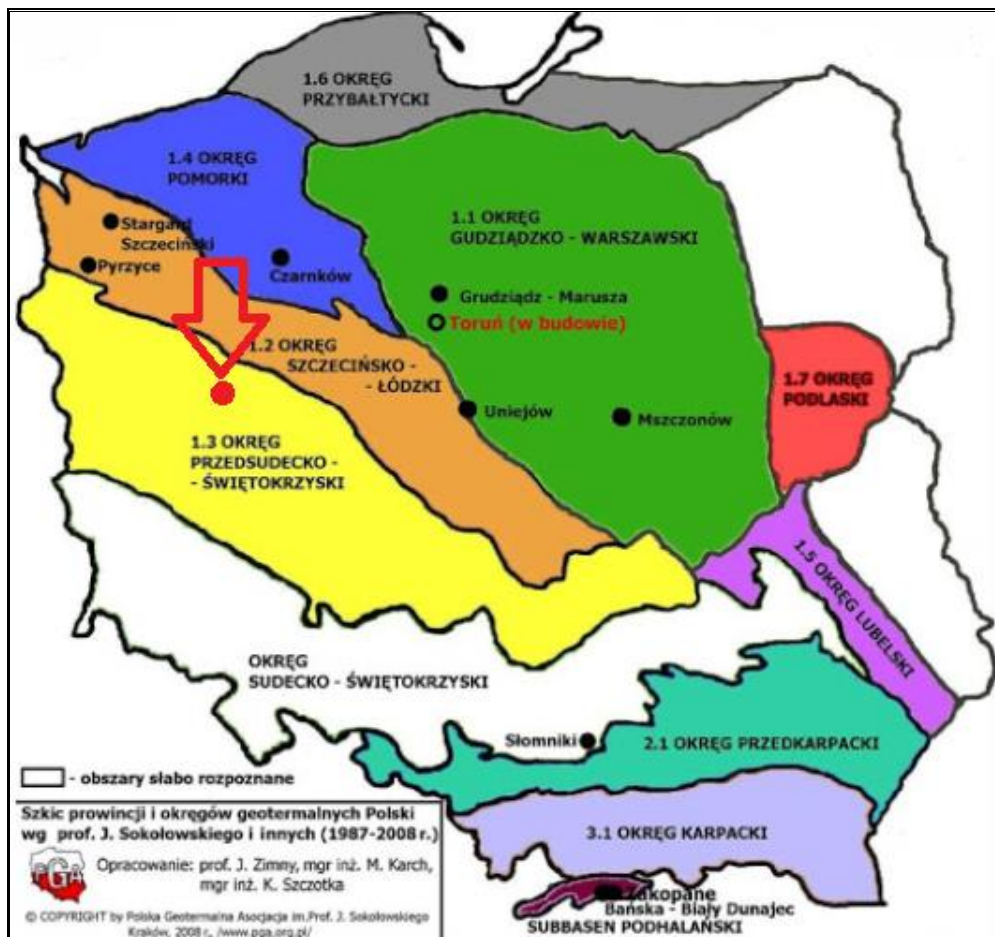 1.6 OKRĘG
PRZYBAŁTYCKI
1.4 OKRĘG
POMORKI
1.1 OKRĘG
GUDZIĄDZKO - WARSZAWSKI
Stargard
Szczeciński
Pyrzyce
Czarnków
Grudziądz - Marusza
Toruń (w budowie)
1.2 OKRĘG
SZCZECIŃSKO -
- ŁÓDZKI
1.7 OKRĘG
PODLASKI
Uniejów
Mszczonów
1.3 OKRĘG
PRZEDSUDECKO -
- ŚWIĘTOKRZYSKI
1.5 OKRĘG LUBELSKI
OKRĘG
SUDECKO - ŚWIĘTOKRZYSKI
Słomniki
2.1 OKRĘG PRZEDKARPACKI
- obszary słabo rozpoznane
3.1 OKRĘG KARPACKI
Szkic prowincji i okręgów geotermalnych Polski
wg prof. J. Sokołowskiego i innych (1987-2008 r.)
PGA
Opracowanie: prof. J. Zimny, mgr inż. M. Karch,
mgr inż. K. Szczotka
© COPYRIGHT by Polska Geotermalna Asocjacja im.Prof. J. Sokołowskiego
Kraków, 2008 r., /www.pga.org.pl/
Zakopane
Bańska - Biały Dunajec
SUBBASEN PODHALAŃSKI